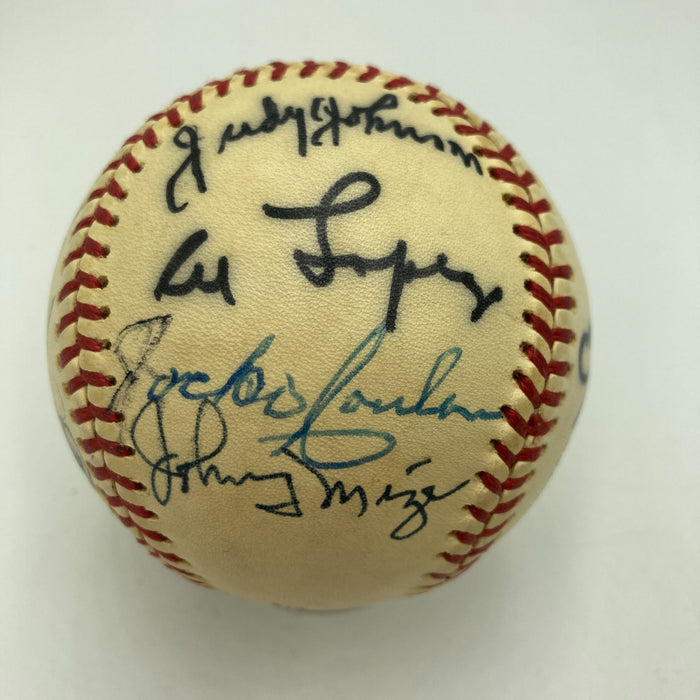 Judy Johnson
Al Lopez
Jocko Conlan
Johnny Mize